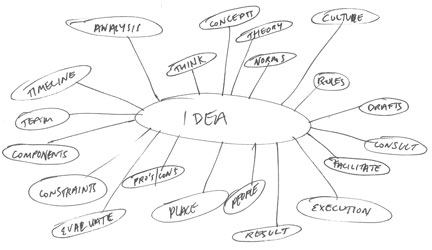 ANALYSIS
CONCEPTS
THEORY
CULTURE
THINK
NORMS
RULES
TIMELINE
DRAFTS
TEAM
IDEA
CONSULT
COMPONENTS
FACILITATE
CONSTRAINTS
PRO'S/CONS
PLACE
PEOPLE
EXECUTION
EVALUATE
RESULT